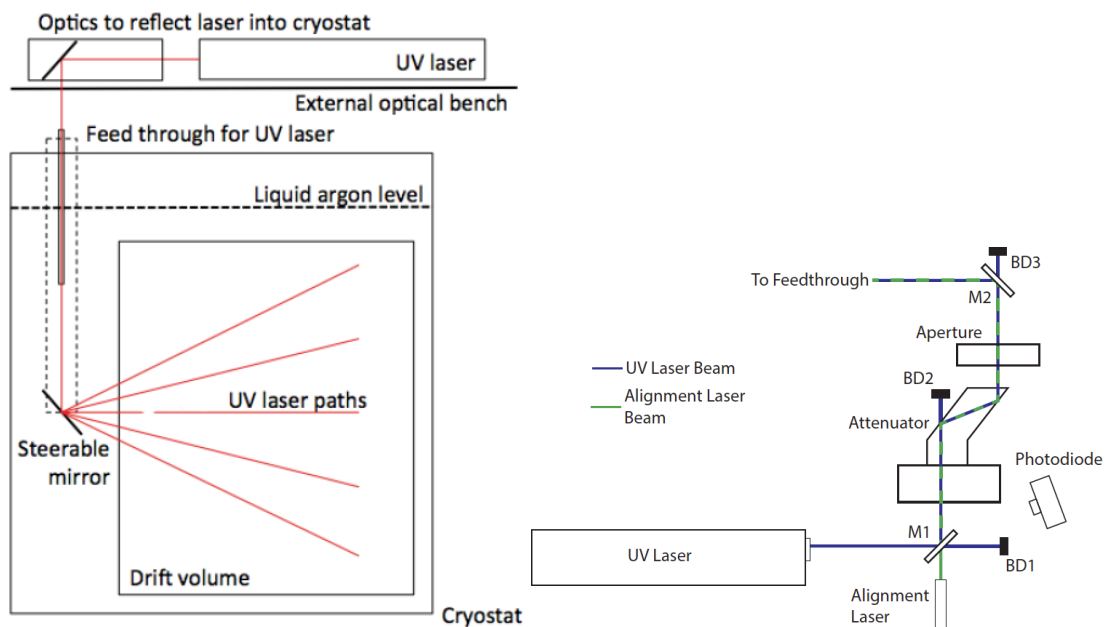 Optics to reflect laser into cryostat
UV laser
External optical bench
Feed through for UV laser
Liquid argon level
UV laser paths
Steerable
mirror
Drift volume
Cryostat
BD3
To Feedthrough
M2
Aperture
UV Laser Beam
BD2
Alignment Laser
Beam
Attenuator
Photodiode
M1
UV Laser
BD1
Alignment
Laser